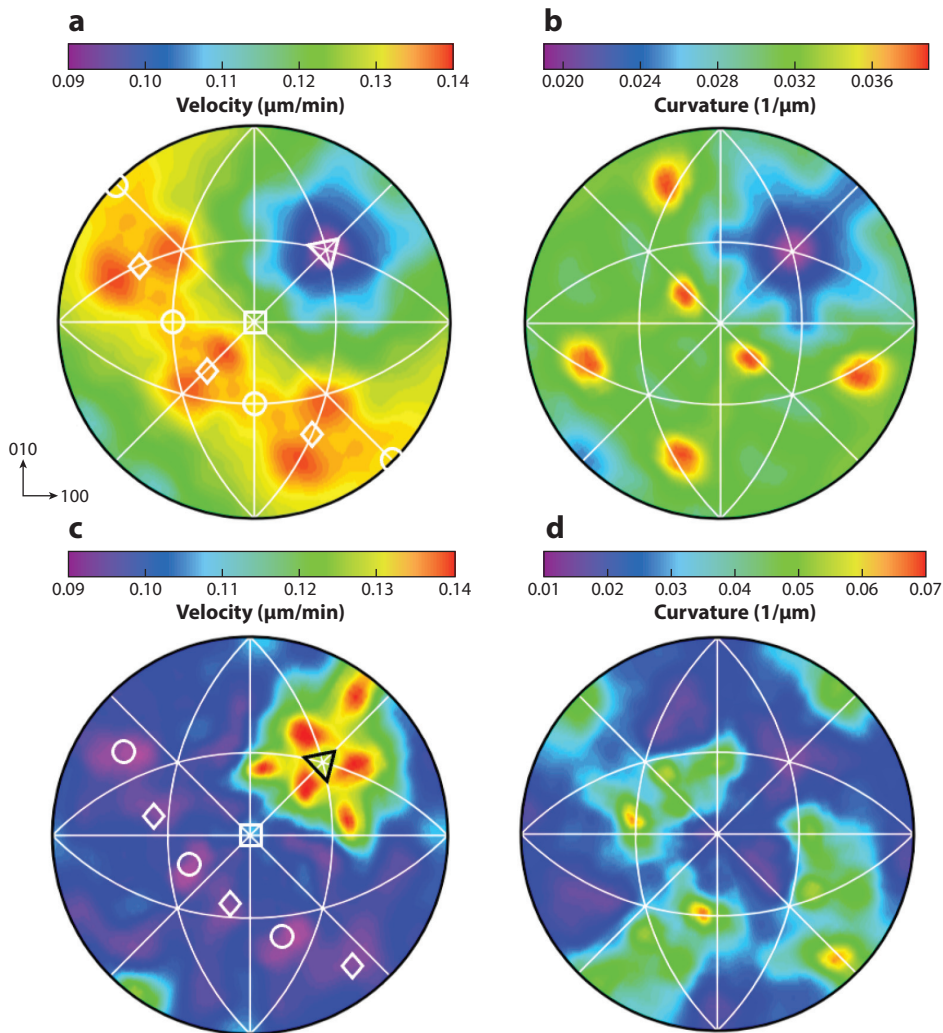 a
b
0.09 0.10 0.11 0.12 0.13 0.14
0.020 0.024 0.028 0.032 0.036
Velocity (µm/min)
Curvature (1/µm)
010
100
c
d
0.09 0.10 0.11 0.12 0.13 0.14
0.01 0.02 0.03 0.04 0.05 0.06 0.07
Velocity (µm/min)
Curvature (1/µm)